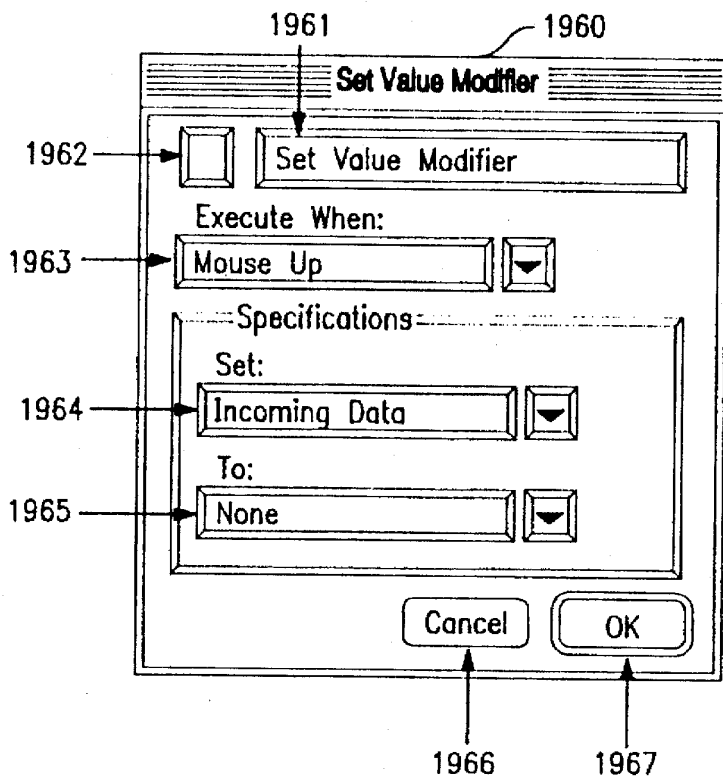 1961
1960
Set Value Modifier
1962
Set Value Modifier
Execute When:
1963
Mouse Up
Specifications
Set:
1964
Incoming Data
To:
1965
None
Cancel
OK
1966
1967